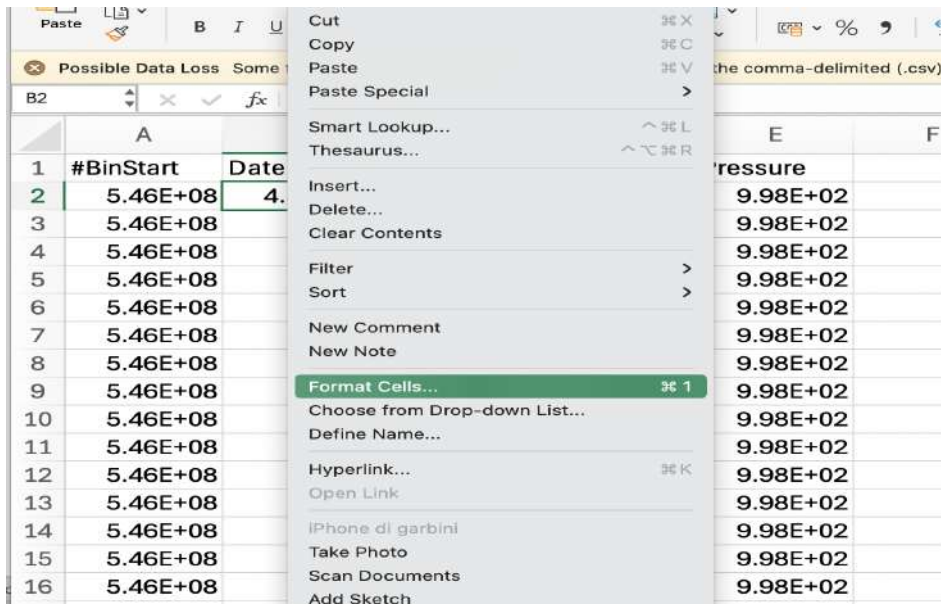 Paste
B I U
% 9
Possible Data Loss Some
the comma-delimited (.csv)
B2
fx
A
E
F
1 #BinStart Date ressure
2 5.46E+08 4. 9.98E+02
3 5.46E+08 9.98E+02
4 5.46E+08 9.98E+02
5 5.46E+08 9.98E+02
6 5.46E+08 9.98E+02
7 5.46E+08 9.98E+02
8 5.46E+08 9.98E+02
9 5.46E+08 9.98E+02
10 5.46E+08 9.98E+02
11 5.46E+08 9.98E+02
12 5.46E+08 9.98E+02
13 5.46E+08 9.98E+02
14 5.46E+08 9.98E+02
15 5.46E+08 9.98E+02
16 5.46E+08 9.98E+02
Cut ⌘X
Copy ⌘C
Paste ⌘V
Paste Special >
Smart Lookup... ^⌘L
Thesaurus... ^⌥⌘R
Insert...
Delete...
Clear Contents
Filter >
Sort >
New Comment
New Note
Format Cells... ⌘1
Choose from Drop-down List...
Define Name...
Hyperlink... ⌘K
Open Link
iPhone di garbini
Take Photo
Scan Documents
Add Sketch